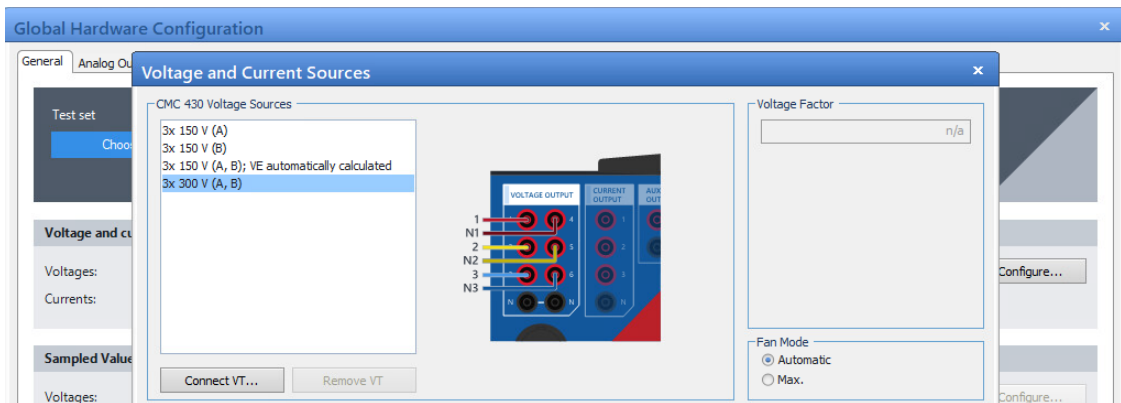 Global Hardware Configuration
General
Analog Ou
Voltage and Current Sources
Test set
Choos
CMC 430 Voltage Sources
3x 150 V (A)
3x 150 V (B)
3x 150 V (A, B); VE automatically calculated
3x 300 V (A, B)
VOLTAGE OUTPUT
CURRENT OUTPUT
AUX
OUT
1
N1
2
N2
3
N3
4
5
6
N
N
1
2
3
N
Connect VT...
Remove VT
Voltage Factor
n/a
Fan Mode
Automatic
Max.
Voltage and cu
Voltages:
Currents:
Configure...
Sampled Value
Voltages:
Configure...